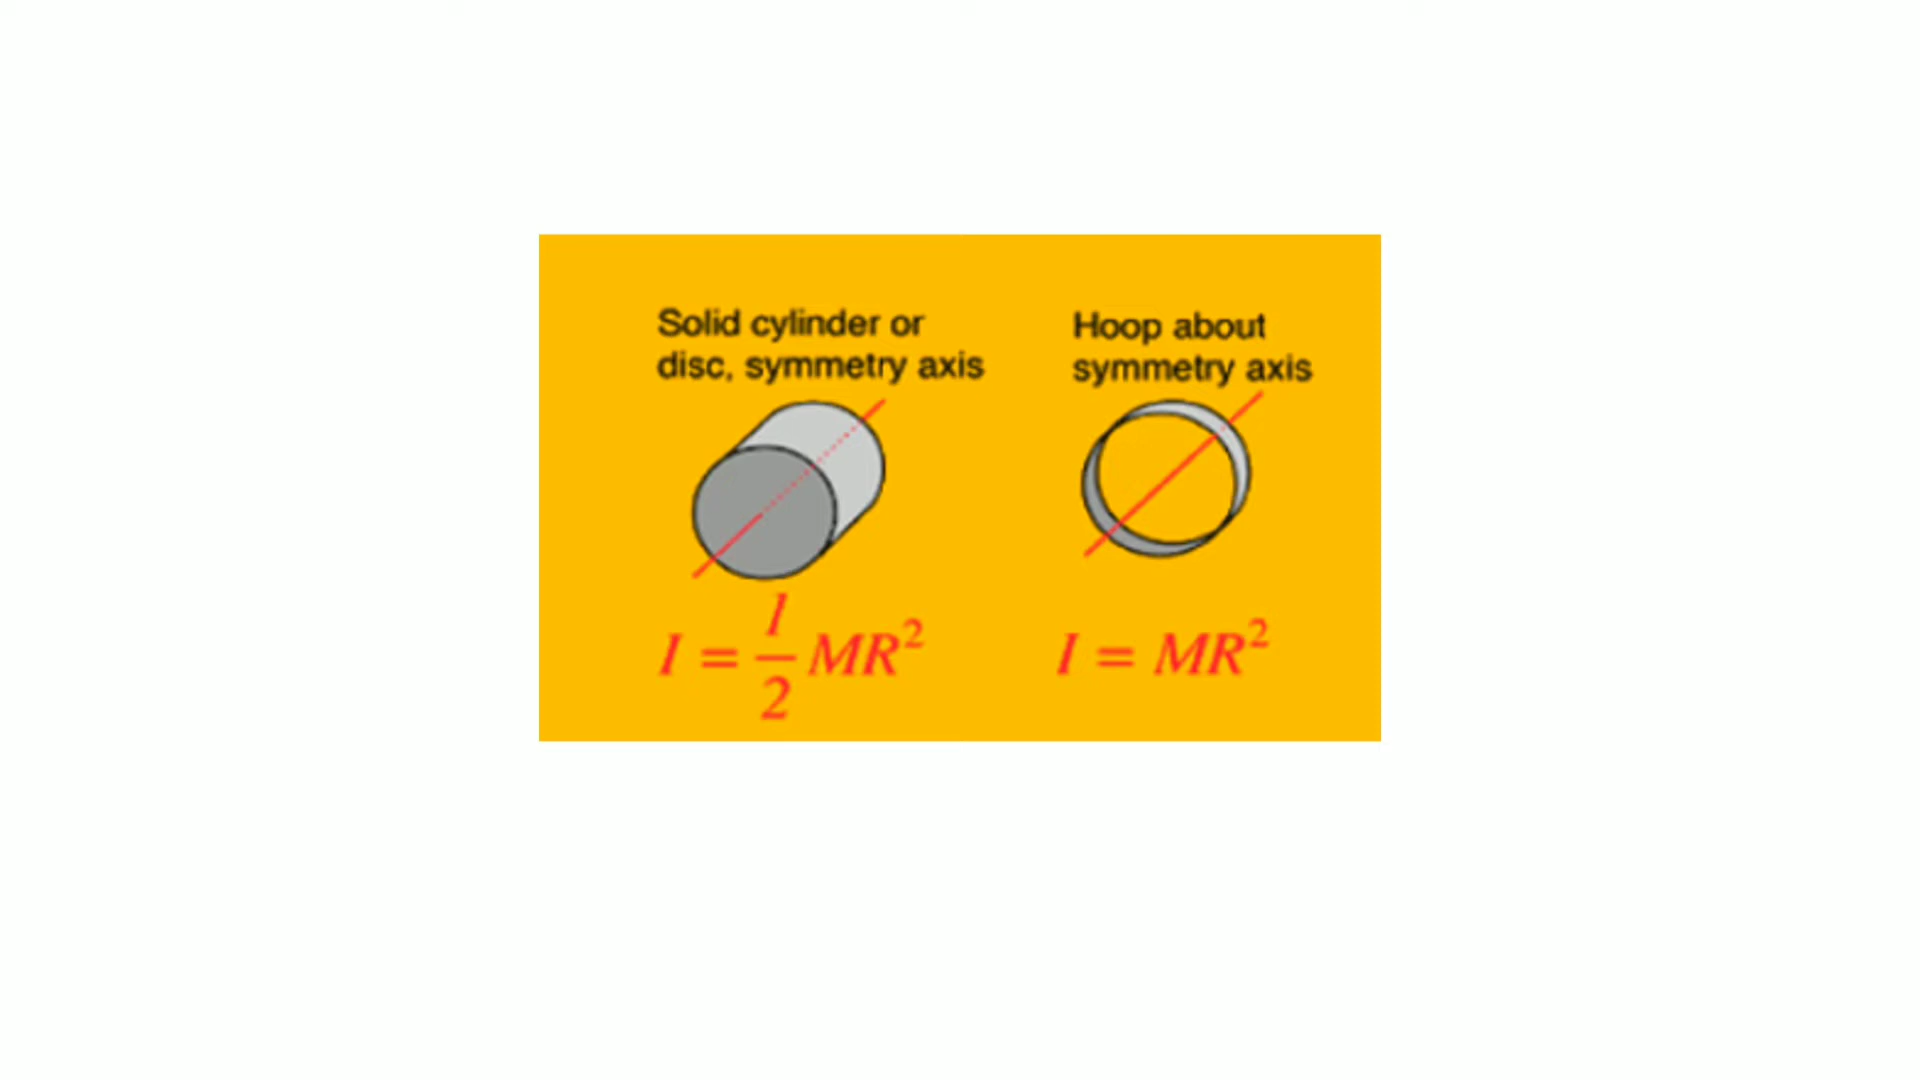 Solid cylinder or
disc, symmetry axis
I = 1/2 MR²
Hoop about
symmetry axis
I = MR²